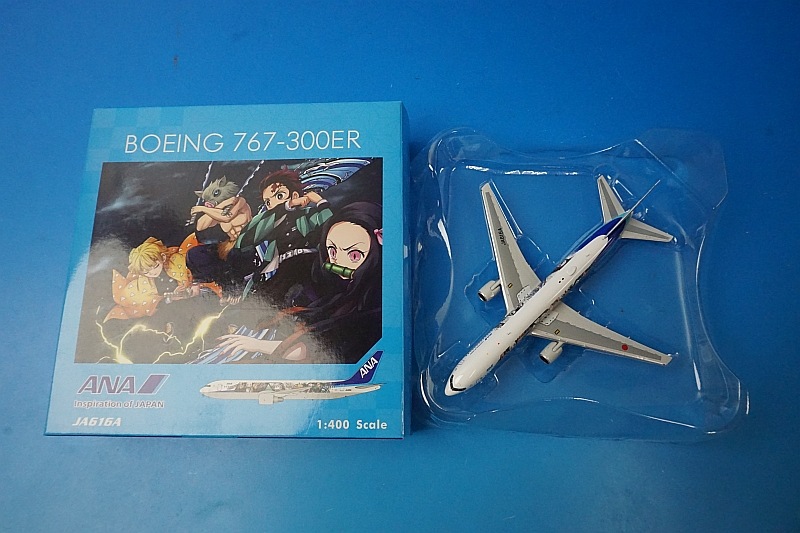 BOEING 767-300ER
ANA
Inspiration of JAPAN
JA616A
1:400 Scale
ANA